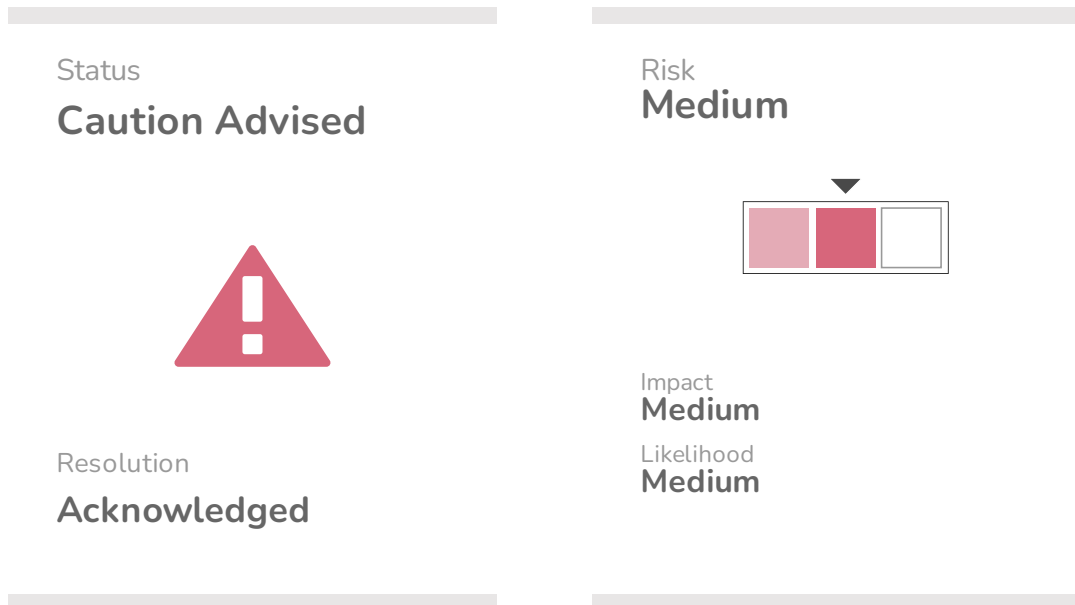 Status
Caution Advised
Resolution
Acknowledged
Risk
Medium
Impact
Medium
Likelihood
Medium